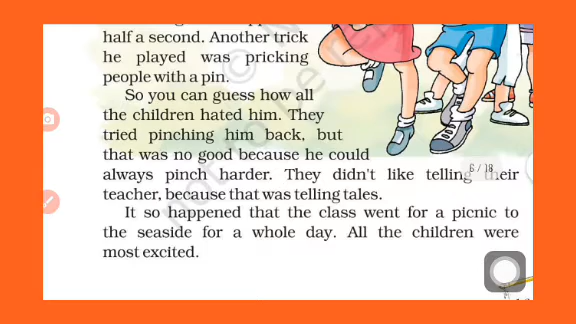 half a second. Another trick
he played was pricking
people with a pin.
So you can guess how all
the children hated him. They
tried pinching him back, but
that was no good because he could
always pinch harder. They didn't like telling their
6 / 18
teacher, because that was telling tales.
It so happened that the class went for a picnic to
the seaside for a whole day. All the children were
most excited.